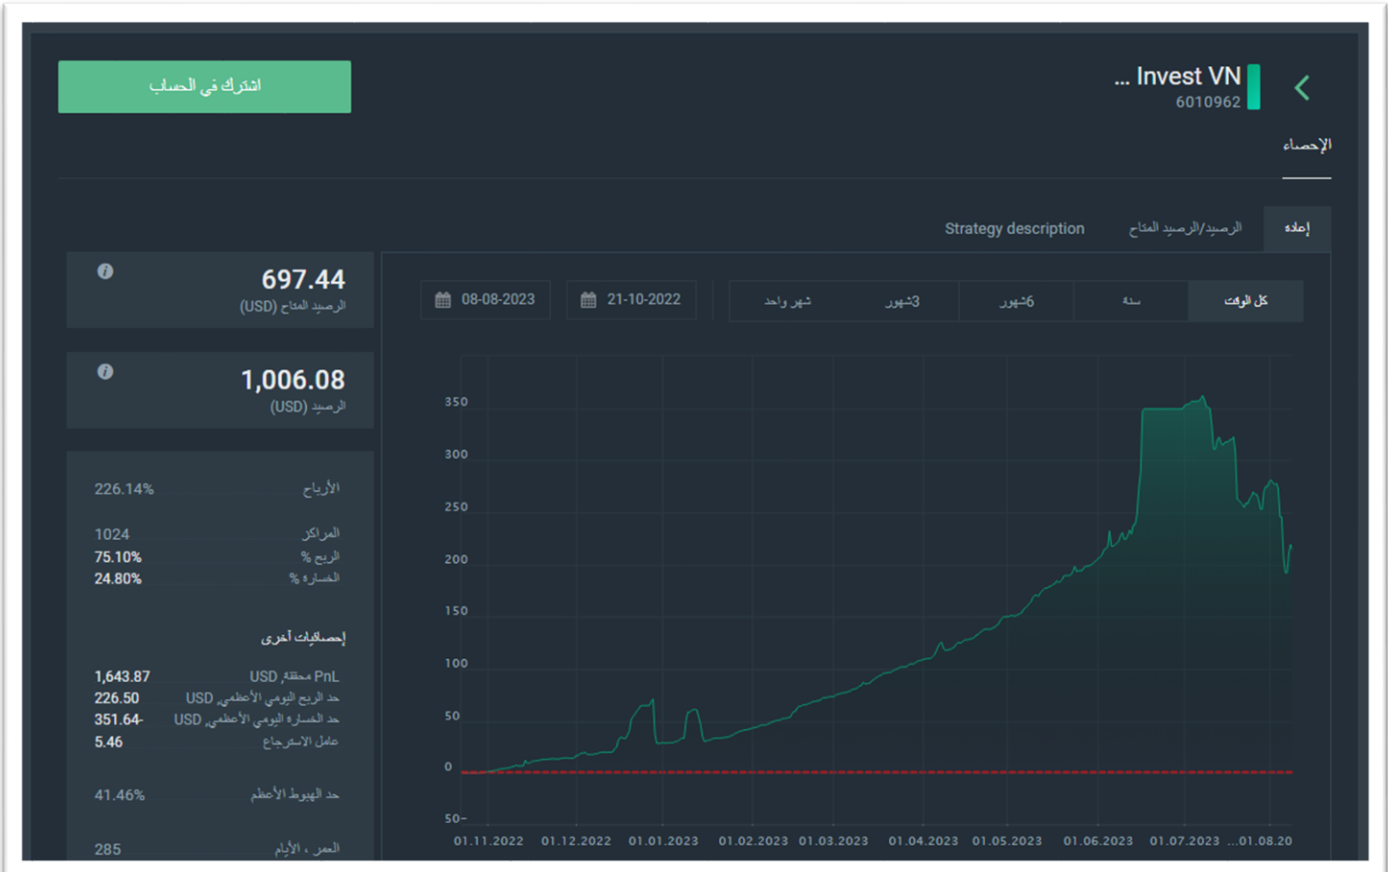 Invest VN ...
6010962
اشترك في الحساب
الإحصاء
إعاده
الرصيد/الرصيد المتاح
Strategy description
697.44
الرصيد المتاح (USD)
1,006.08
الرصيد (USD)
الأرباح 226.14%
المراكز 1024
الربح % 75.10%
الخساره % 24.80%
إحصائيات أخرى
PnL محققة, USD 1,643.87
حد الربح اليومي الأعظمي, USD 226.50
حد الخساره اليومي الأعظمي, USD 351.64-
عامل الاسترجاع 5.46
حد الهبوط الأعظم 41.46%
العمر ، الأيام 285
كل الوقت
سنة
6شهور
3شهور
شهر واحد
21-10-2022
08-08-2023
350
300
250
200
150
100
50
0
50-
01.11.2022 01.12.2022 01.01.2023 01.02.2023 01.03.2023 01.04.2023 01.05.2023 01.06.2023 01.07.2023 ...01.08.20